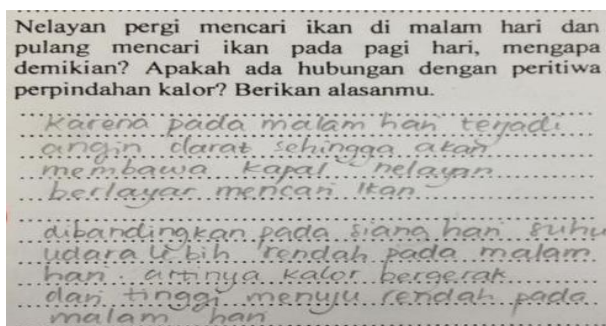 Nelayan pergi mencari ikan di malam hari dan
pulang mencari ikan pada pagi hari, mengapa
demikian? Apakah ada hubungan dengan peritiwa
perpindahan kalor? Berikan alasanmu.
Karena pada malam hari terjadi
angin darat sehingga akan
membawa kapal nelayan
berlayar mencari ikan
dibandingkan pada siang hari suhu
udara lebih rendah pada malam
hari. artinya kalor bergerak
dari tinggi menuju rendah pada
malam hari